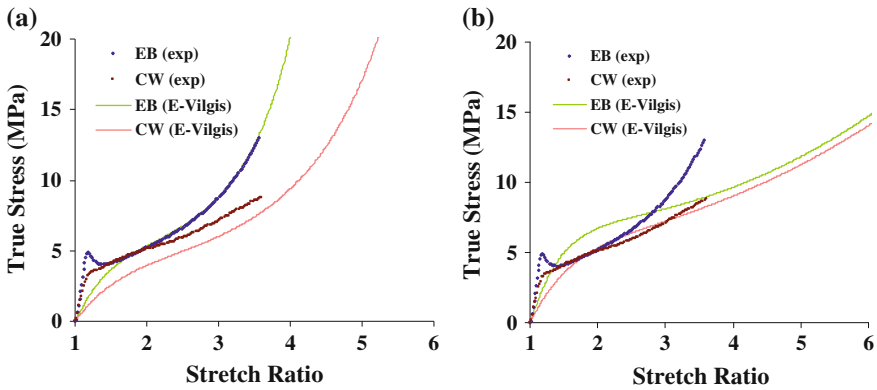 (a)
20
15
10
5
0
True Stress (MPa)
EB (exp)
CW (exp)
EB (E-Vilgis)
CW (E-Vilgis)
1 2 3 4 5 6
Stretch Ratio
(b)
20
15
10
5
0
True Stress (MPa)
EB (exp)
CW (exp)
EB (E-Vilgis)
CW (E-Vilgis)
1 2 3 4 5 6
Stretch Ratio